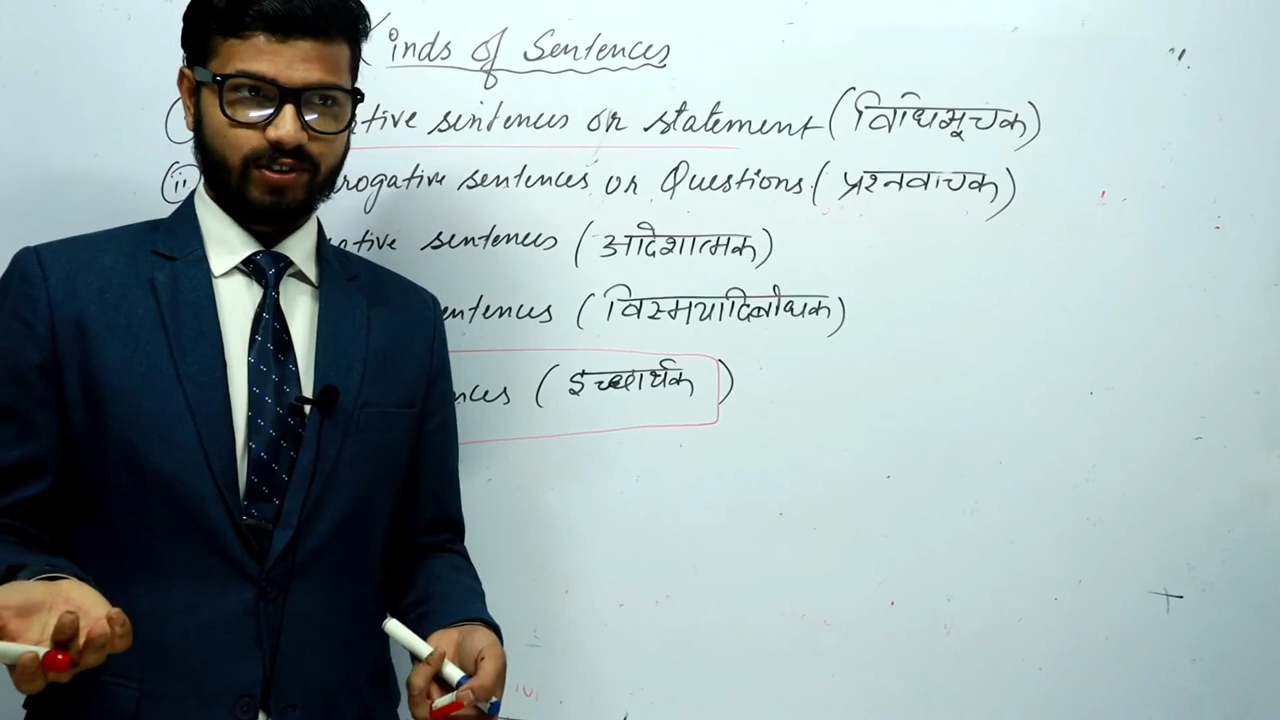 inds of Sentences
tive sentences or statement (विधिसूचक)
(ii) rogative sentences or Questions. (प्रश्नवाचक)
ative sentences (आदेशात्मक)
entences (विस्मयादिबोधक)
nces (इच्छार्थक)